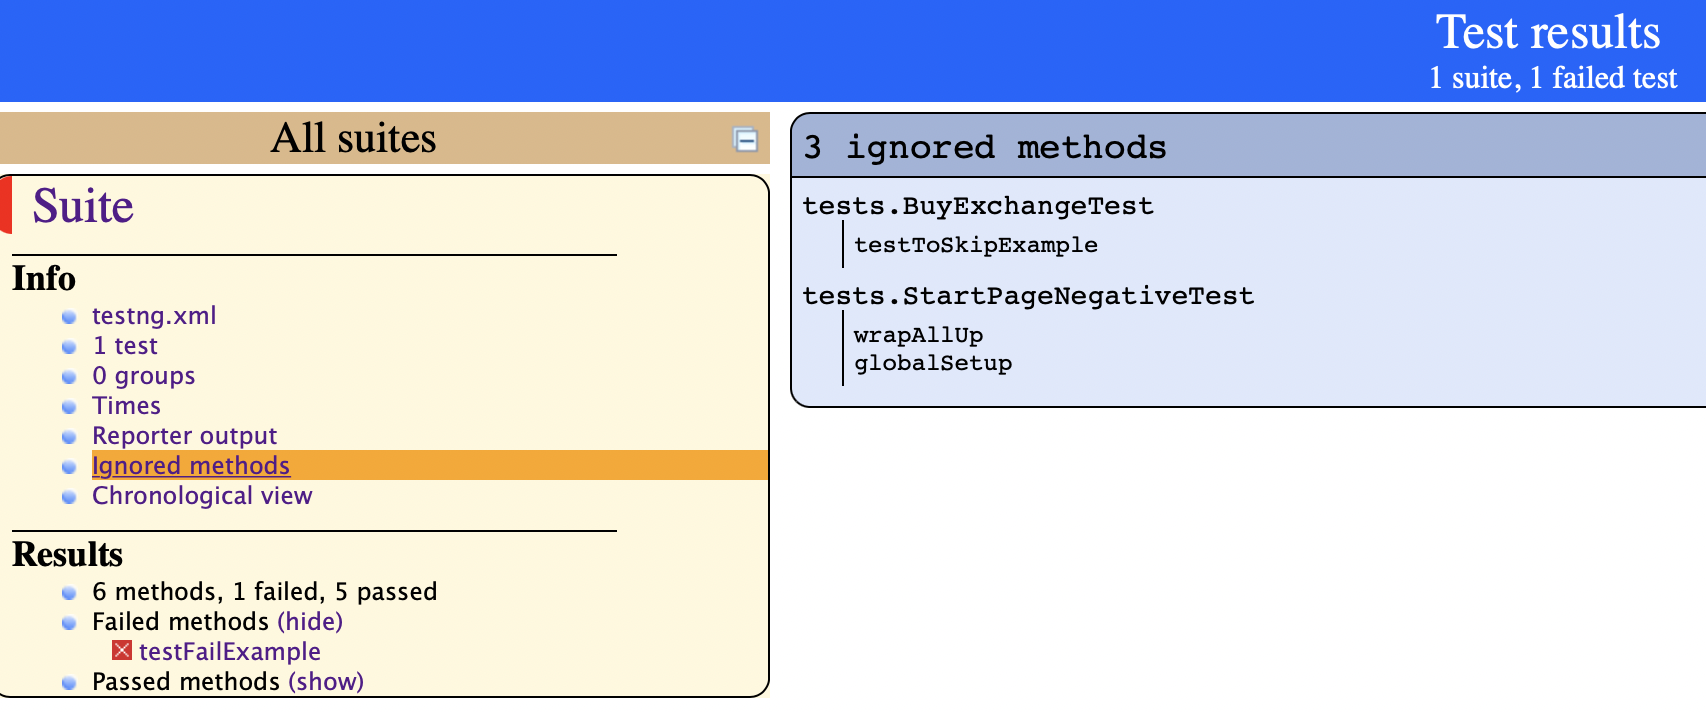 Test results
1 suite, 1 failed test
All suites
Suite
Info
testng.xml
1 test
0 groups
Times
Reporter output
Ignored methods
Chronological view
Results
6 methods, 1 failed, 5 passed
Failed methods (hide)
testFailExample
Passed methods (show)
3 ignored methods
tests.BuyExchangeTest
testToSkipExample
tests.StartPageNegativeTest
wrapAllUp
globalSetup